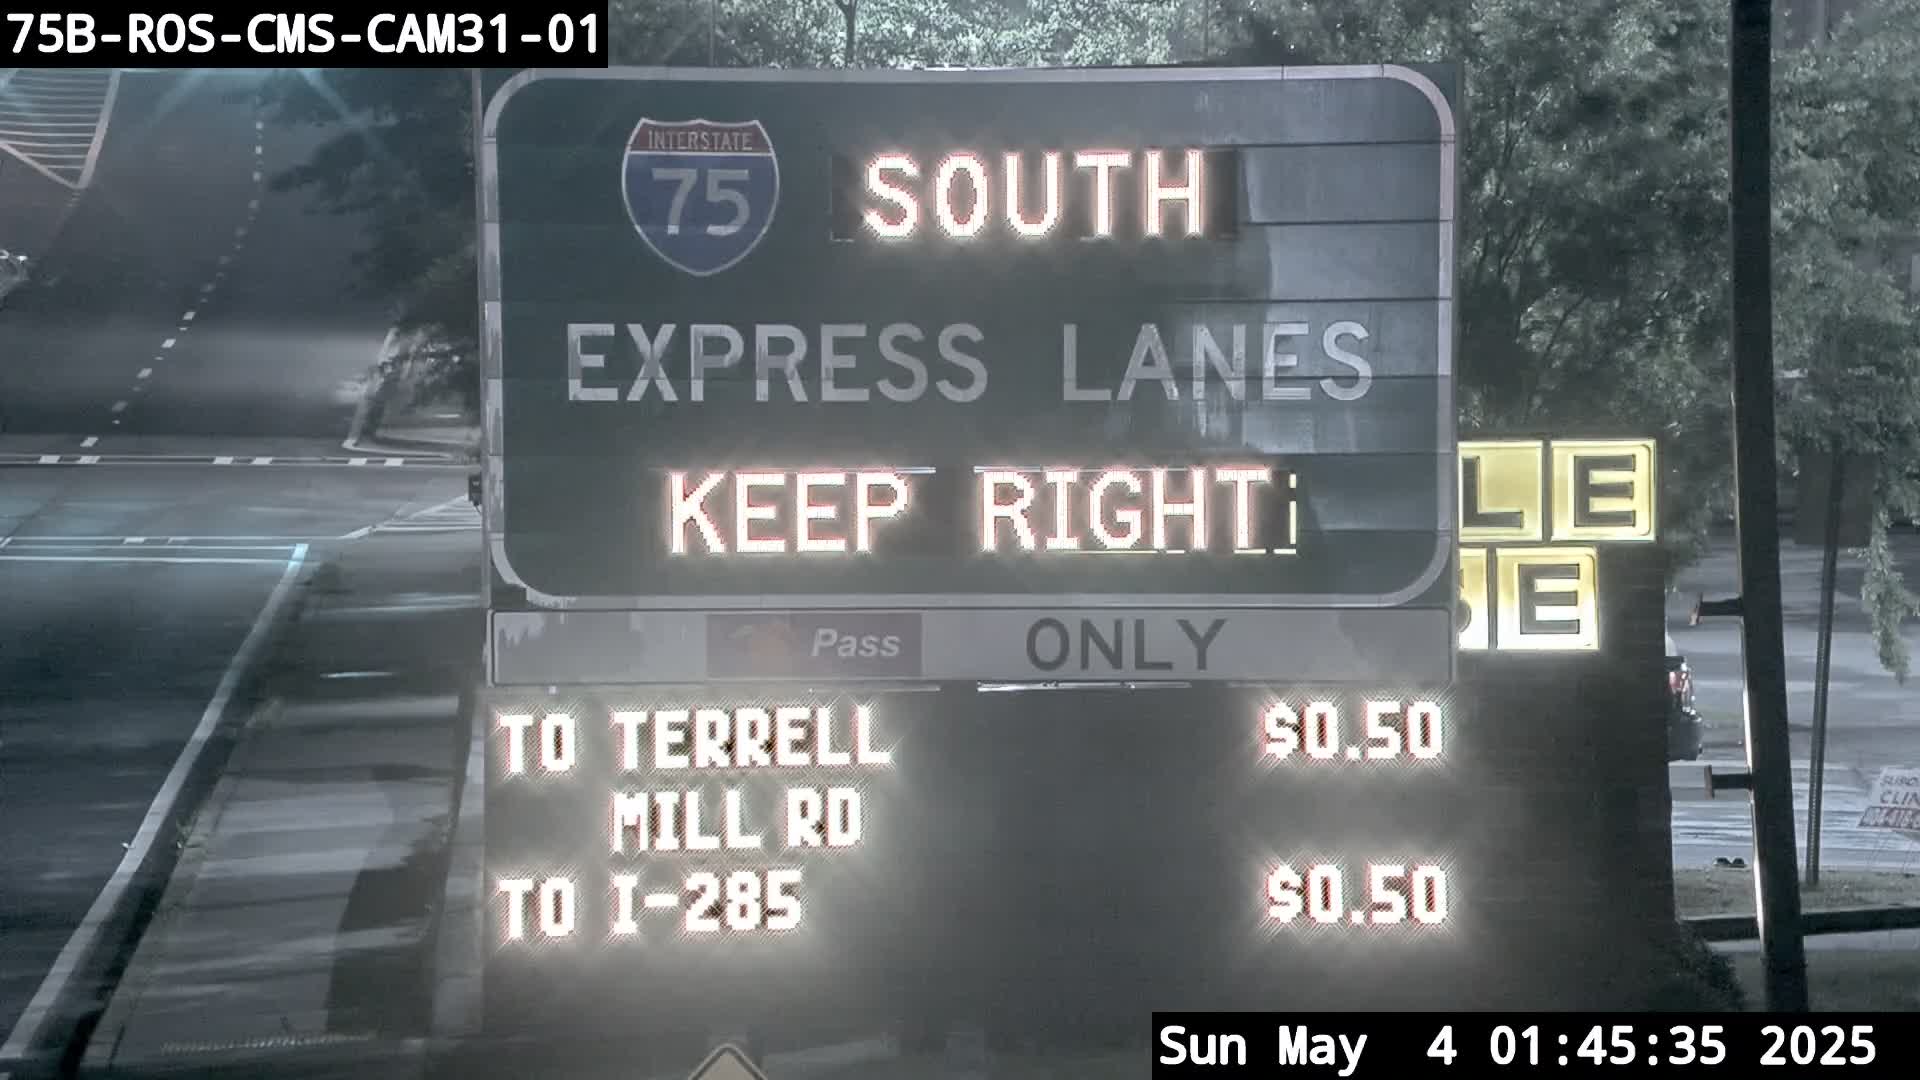 75B-ROS-CMS-CAM31-01
INTERSTATE
75
SOUTH
EXPRESS LANES
KEEP RIGHT
Pass ONLY
LE
E
TO TERRELL $0.50
MILL RD
TO I-285 $0.50
Sun May 4 01:45:35 2025